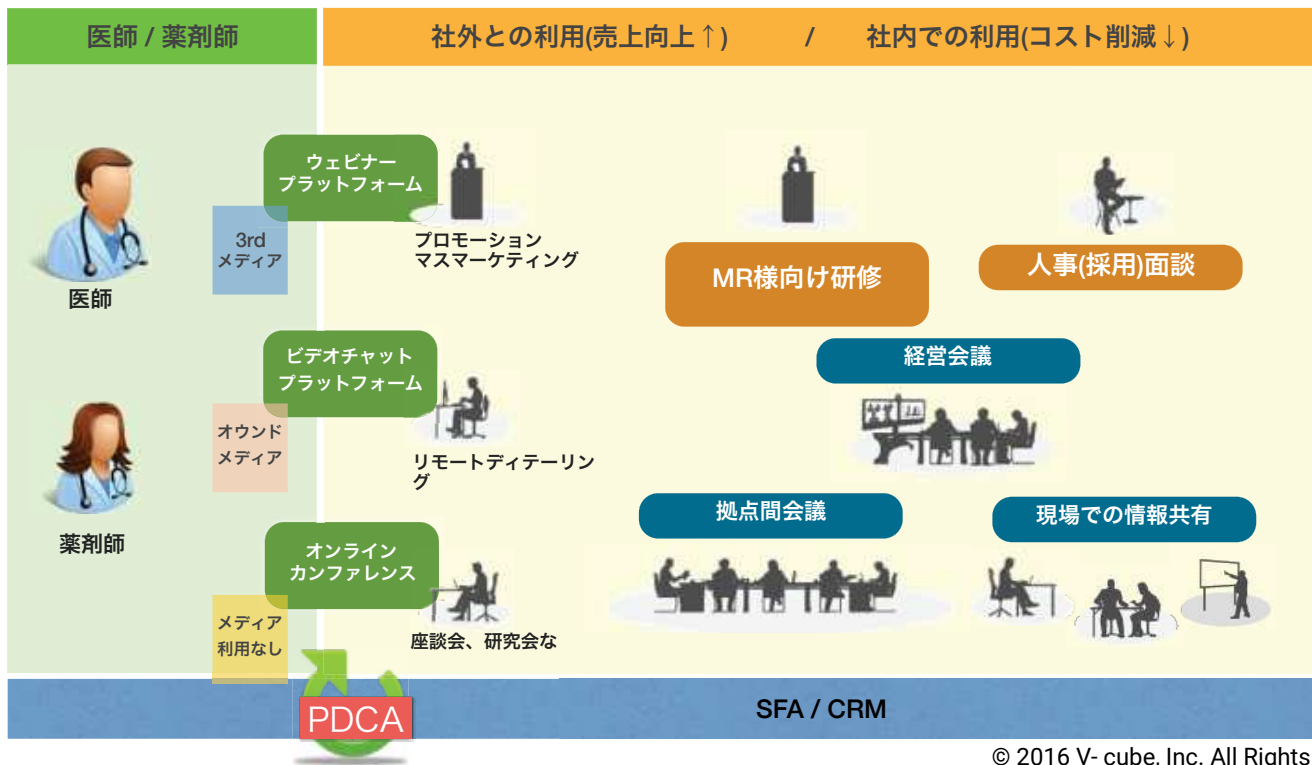 医師 / 薬剤師
社外との利用(売上向上↑) / 社内での利用(コスト削減↓)
ウェビナー
プラットフォーム
3rd
メディア
医師
プロモーション
マスマーケティング
MR様向け研修
人事(採用)面談
ビデオチャット
プラットフォーム
オウンド
メディア
薬剤師
リモートディテーリン
グ
経営会議
拠点間会議
現場での情報共有
オンライン
カンファレンス
メディア
利用なし
座談会、研究会な
PDCA
SFA / CRM
© 2016 V- cube, Inc. All Rights